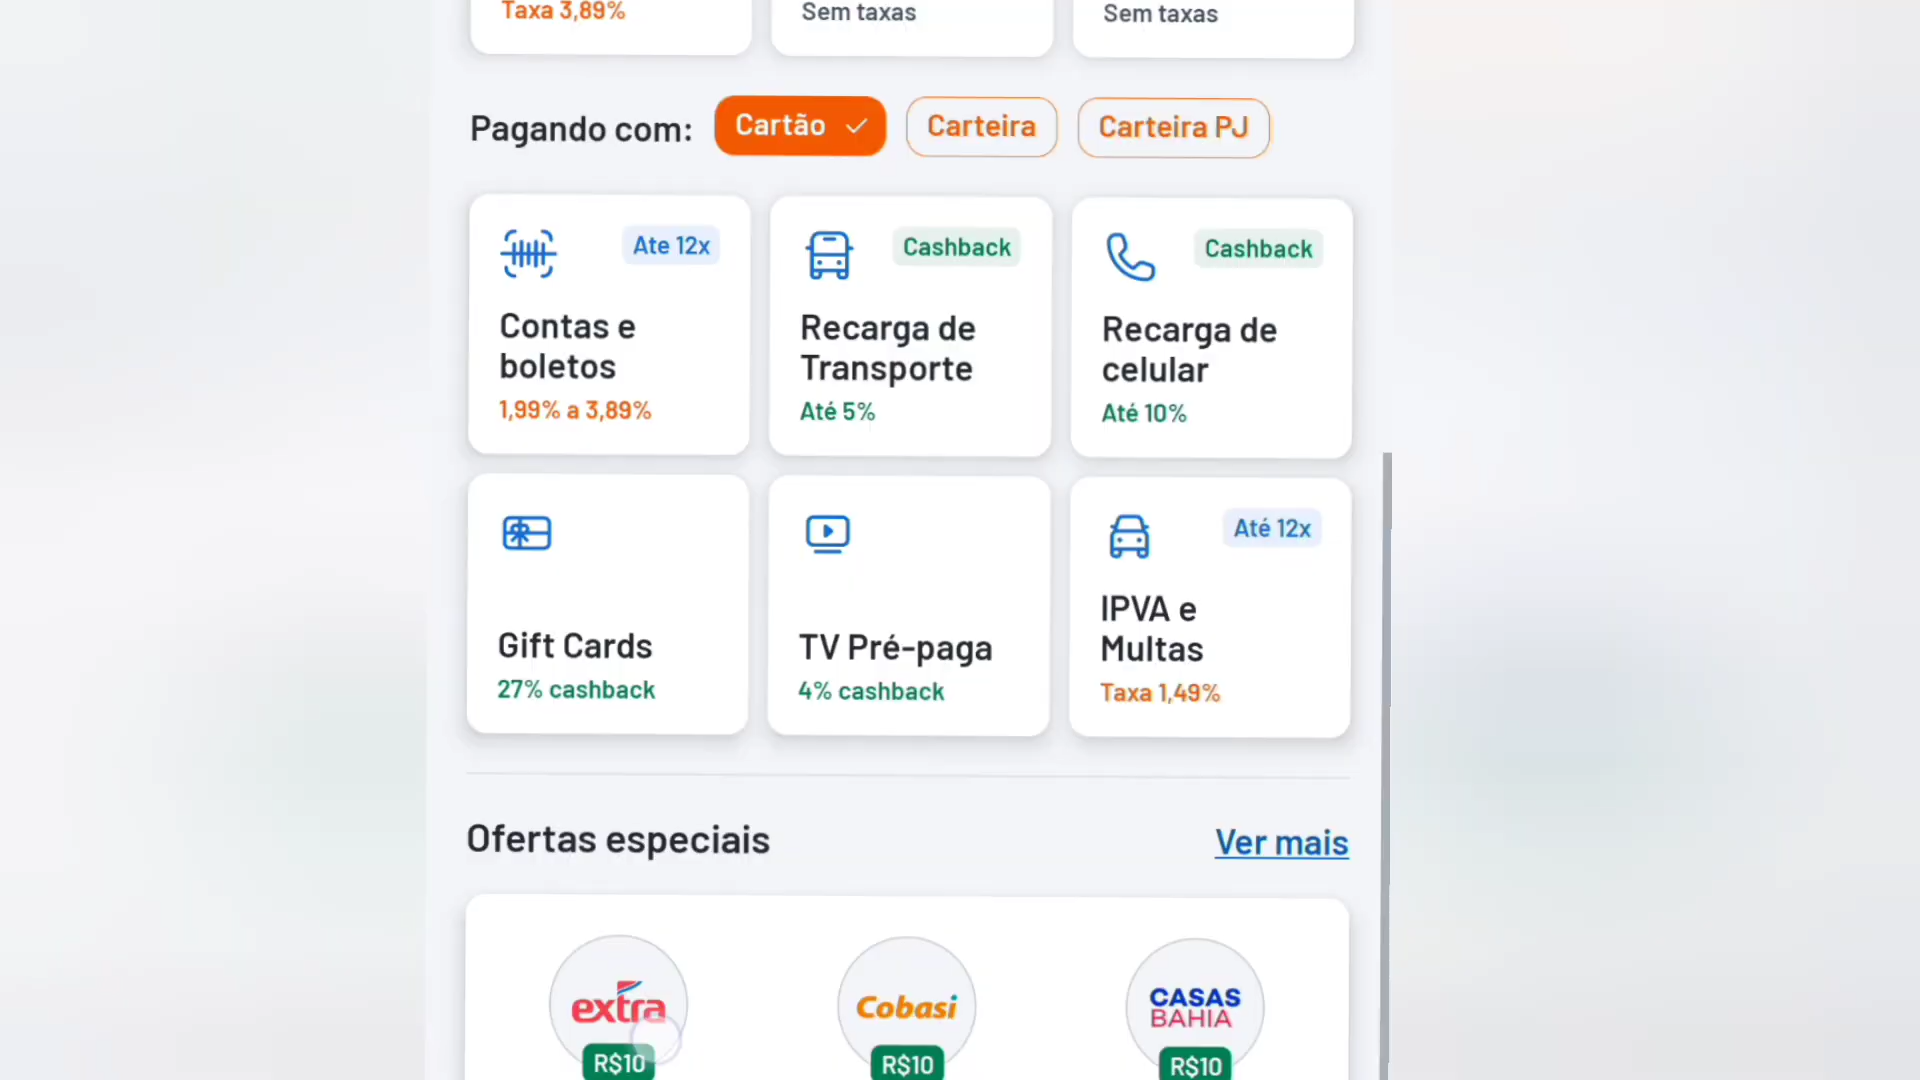 Taxa 3,89%
Sem taxas
Sem taxas
Pagando com:
Cartão
Carteira
Carteira PJ
Ate 12x
Contas e
boletos
1,99% a 3,89%
Cashback
Recarga de
Transporte
Até 5%
Cashback
Recarga de
celular
Até 10%
Gift Cards
27% cashback
TV Pré-paga
4% cashback
Até 12x
IPVA e
Multas
Taxa 1,49%
Ofertas especiais
Ver mais
extra
R$10
Cobasi
R$10
CASAS
BAHIA
R$10